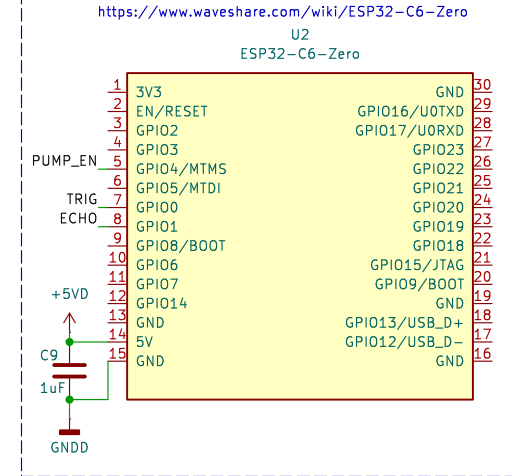 https://www.waveshare.com/wiki/ESP32-C6-Zero
U2
ESP32-C6-Zero
1 3V3 GND 30
2 EN/RESET GPIO16/U0TXD 29
3 GPIO2 GPIO17/U0RXD 28
4 GPIO3 GPIO23 27
PUMP_EN 5 GPIO4/MTMS GPIO22 26
6 GPIO5/MTDI GPIO21 25
TRIG 7 GPIO0 GPIO20 24
ECHO 8 GPIO1 GPIO19 23
9 GPIO8/BOOT GPIO18 22
10 GPIO6 GPIO15/JTAG 21
11 GPIO7 GPIO9/BOOT 20
+5VD 12 GPIO14 GND 19
13 GND GPIO13/USB_D+ 18
14 5V GPIO12/USB_D- 17
C9 15 GND GND 16
1uF
GNDD